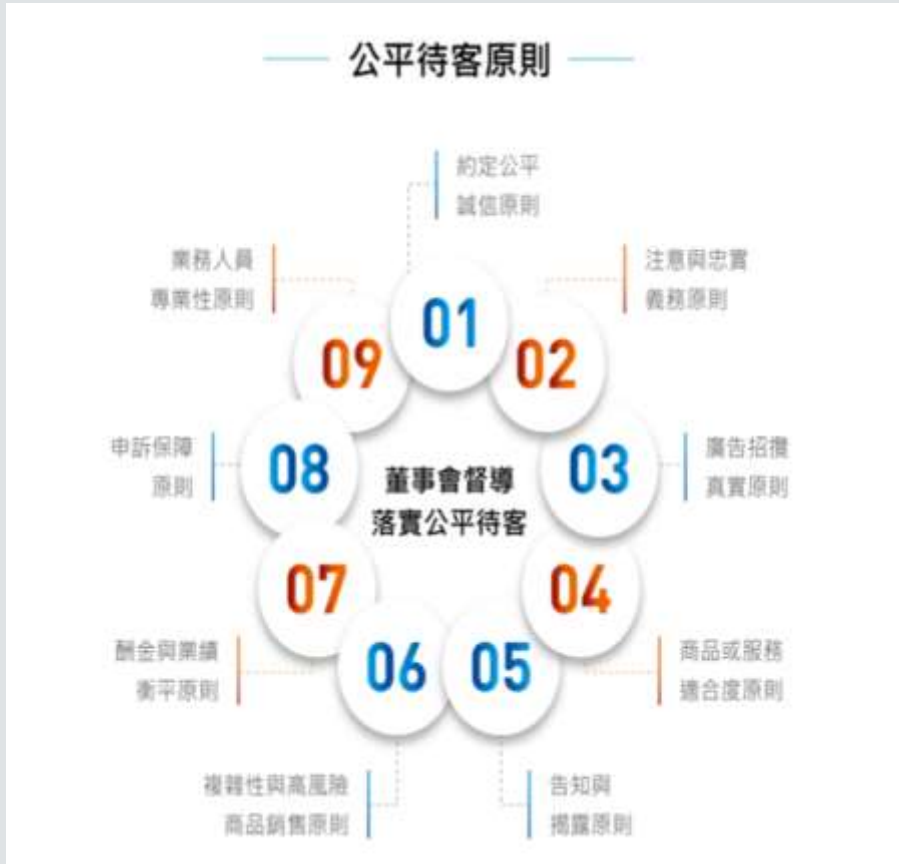 公平待客原則
01
約定公平
誠信原則
02
注意與忠實
義務原則
03
廣告招攬
真實原則
04
商品或服務
適合度原則
05
告知與
揭露原則
06
複雜性與高風險
商品銷售原則
07
酬金與業績
衡平原則
08
申訴保障
原則
09
業務人員
專業性原則
董事會督導
落實公平待客